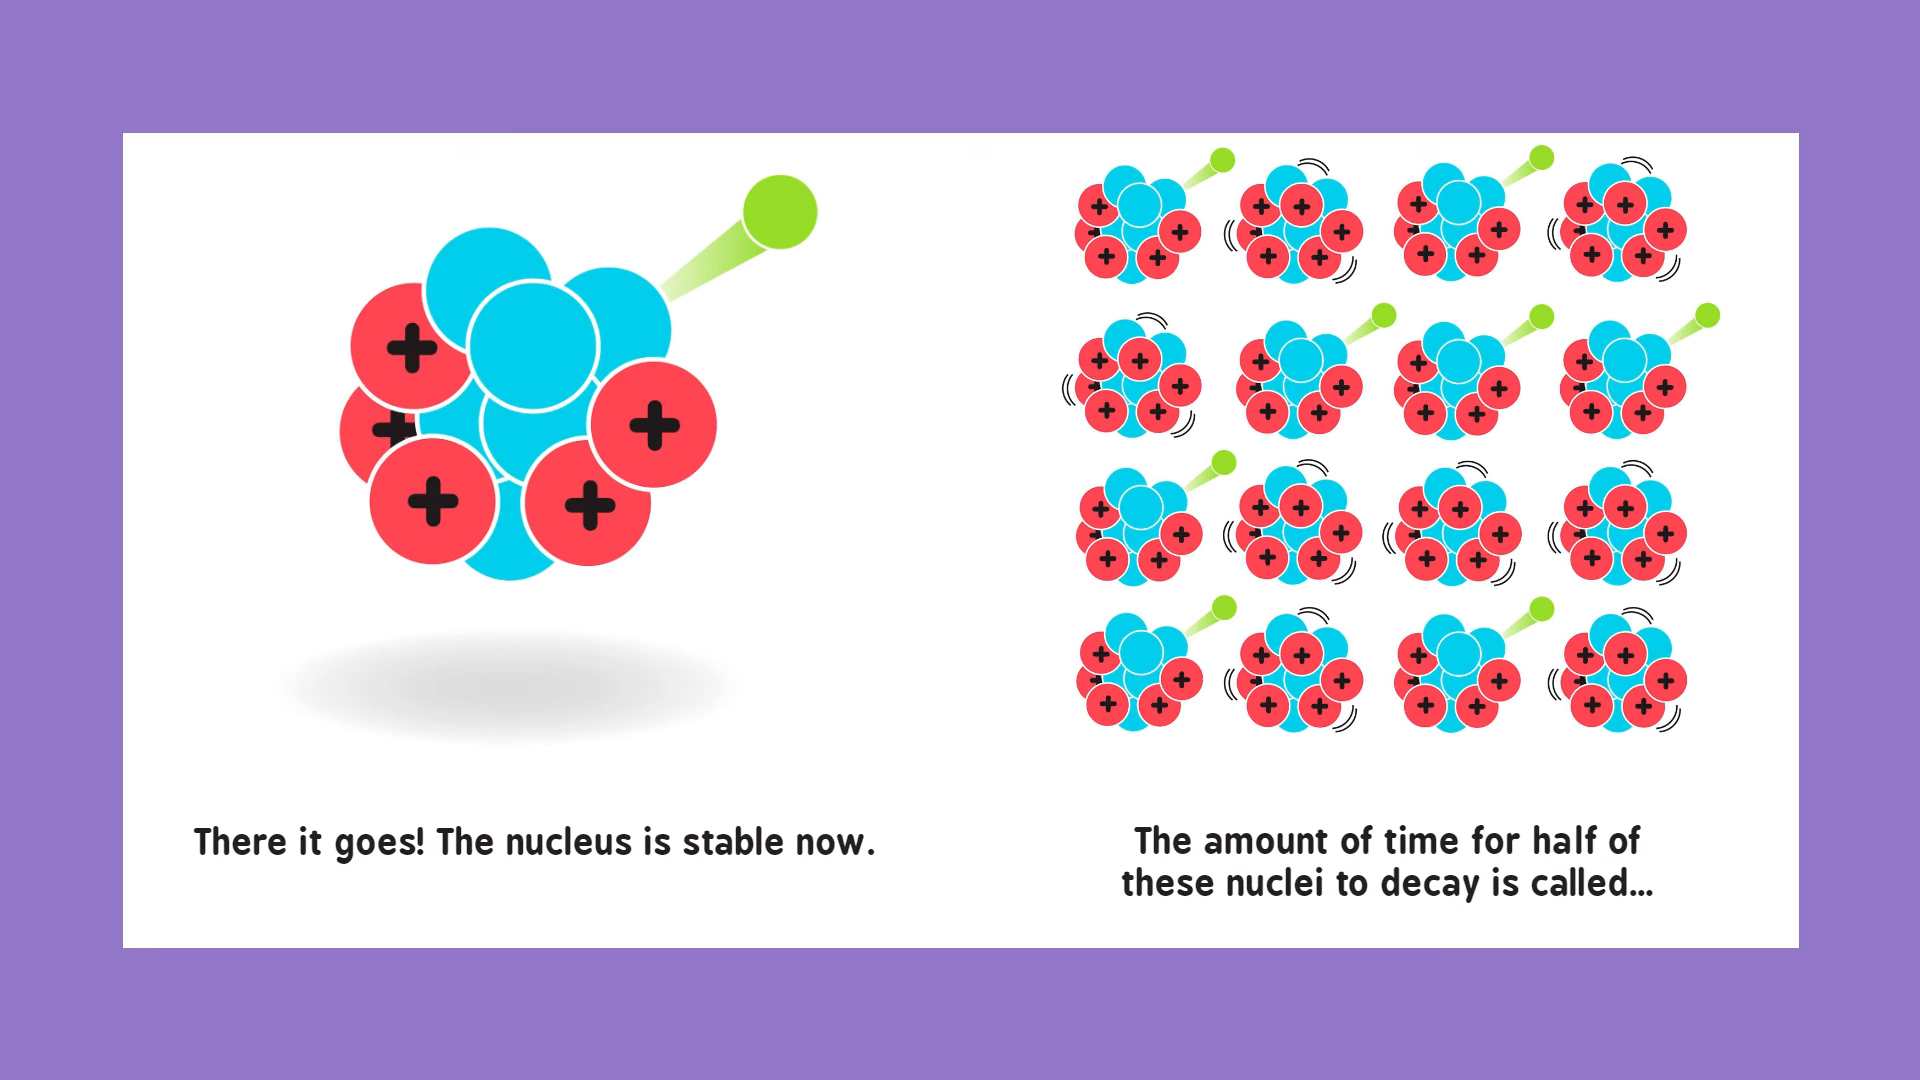 There it goes! The nucleus is stable now.
The amount of time for half of
these nuclei to decay is called...